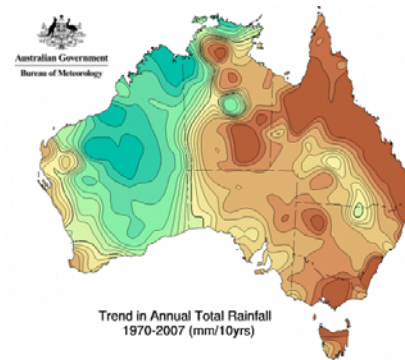 Australian Government
Bureau of Meteorology
Trend in Annual Total Rainfall
1970-2007 (mm/10yrs)